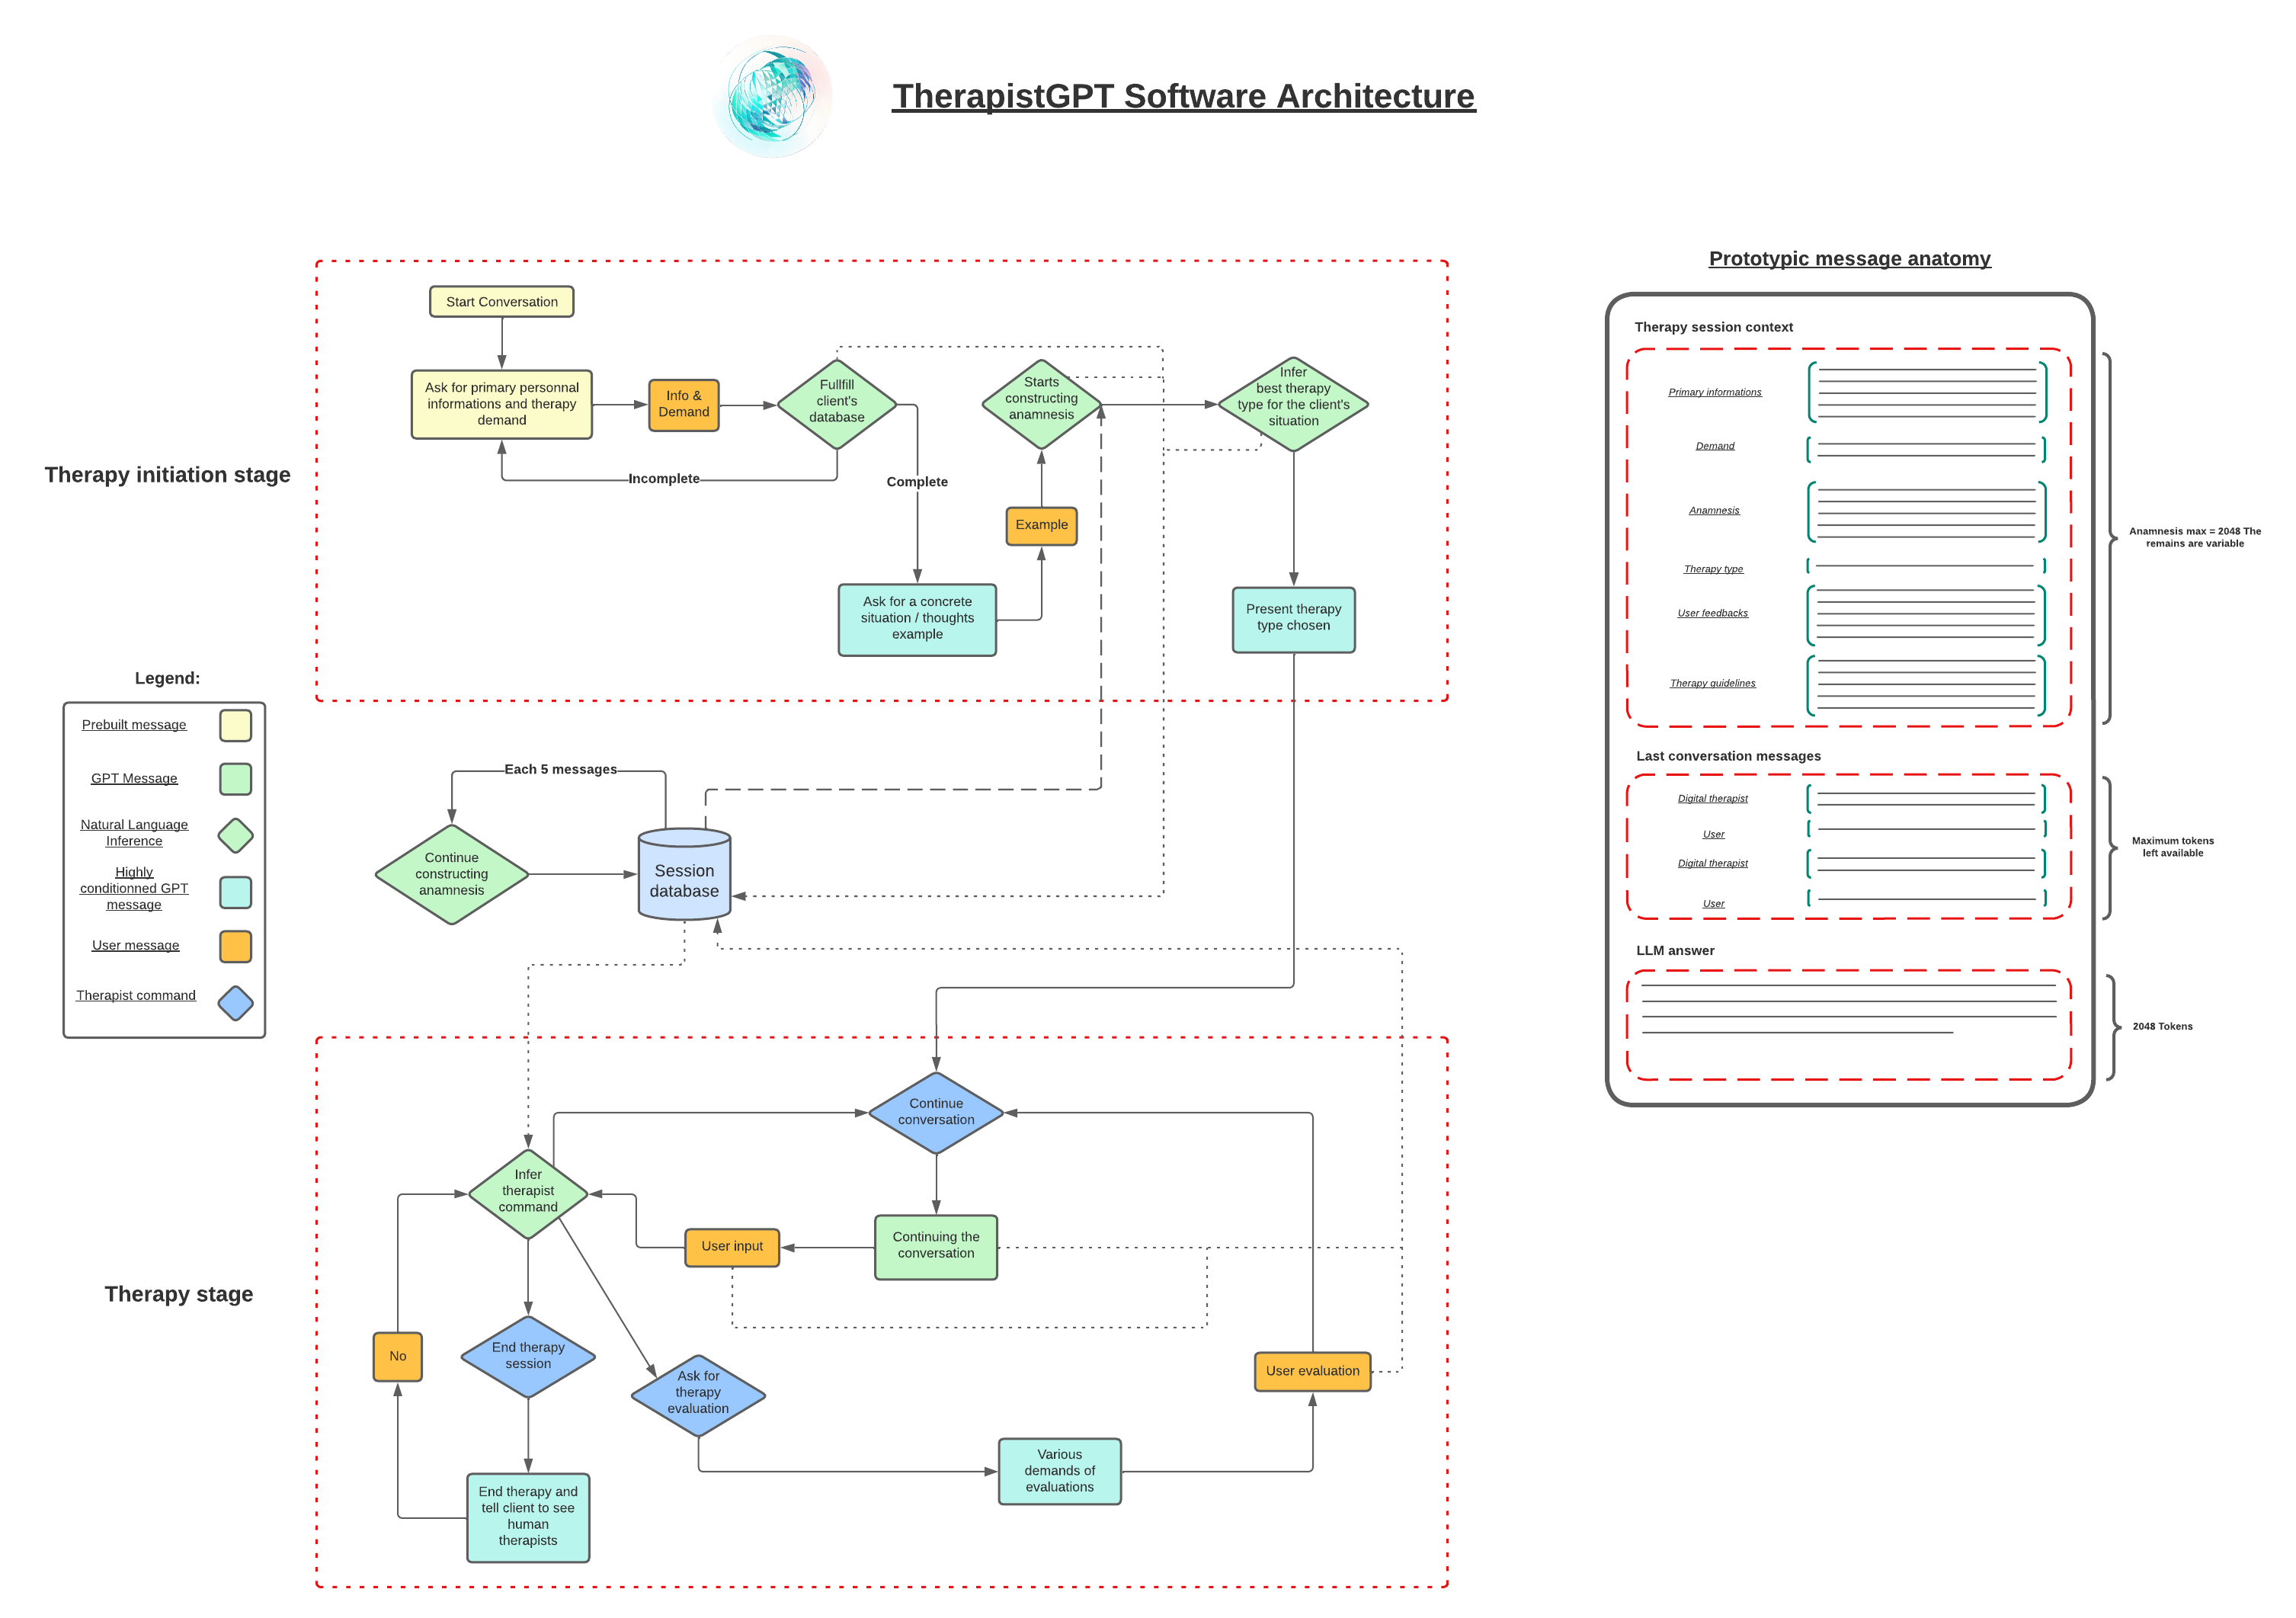 TherapistGPT Software Architecture
Therapy initiation stage
Start Conversation
Ask for primary personnal
informations and therapy
demand
Info &
Demand
Fullfill
client's
database
Incomplete
Complete
Ask for a concrete
situation / thoughts
example
Example
Starts
constructing
anamnesis
Infer
best therapy
type for the client's
situation
Present therapy
type chosen
Legend:
Prebuilt message
GPT Message
Natural Language
Inference
Highly
conditionned GPT
message
User message
Therapist command
Each 5 messages
Continue
constructing
anamnesis
Session
database
Therapy stage
Continue
conversation
Infer
therapist
command
Continuing the
conversation
User input
No
End therapy
session
Ask for
therapy
evaluation
User evaluation
Various
demands of
evaluations
End therapy and
tell client to see
human
therapists
Prototypic message anatomy
Therapy session context
Primary informations
Demand
Anamnesis
Therapy type
User feedbacks
Therapy guidelines
Anamnesis max = 2048 The
remains are variable
Last conversation messages
Digital therapist
User
Digital therapist
User
Maximum tokens
left available
LLM answer
2048 Tokens